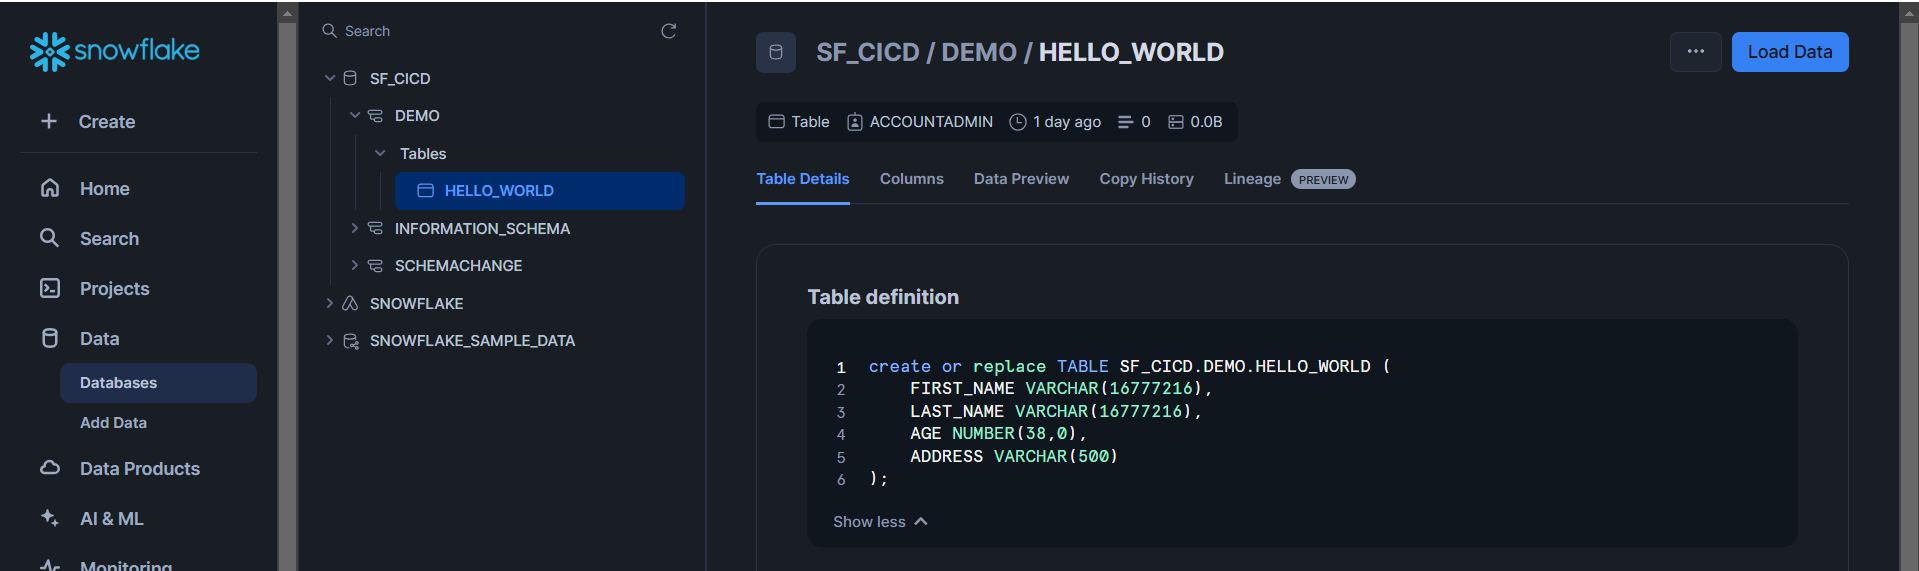 snowflake
Create
Home
Search
Projects
Data
Databases
Add Data
Data Products
AI & ML
Monitoring
Search
SF_CICD
DEMO
Tables
HELLO_WORLD
INFORMATION_SCHEMA
SCHEMACHANGE
SNOWFLAKE
SNOWFLAKE_SAMPLE_DATA
SF_CICD / DEMO / HELLO_WORLD
... Load Data
Table ACCOUNTADMIN 1 day ago 0 0.0B
Table Details Columns Data Preview Copy History Lineage PREVIEW
Table definition
1 create or replace TABLE SF_CICD.DEMO.HELLO_WORLD (
2 FIRST_NAME VARCHAR(16777216),
3 LAST_NAME VARCHAR(16777216),
4 AGE NUMBER(38,0),
5 ADDRESS VARCHAR(500)
6 );
Show less